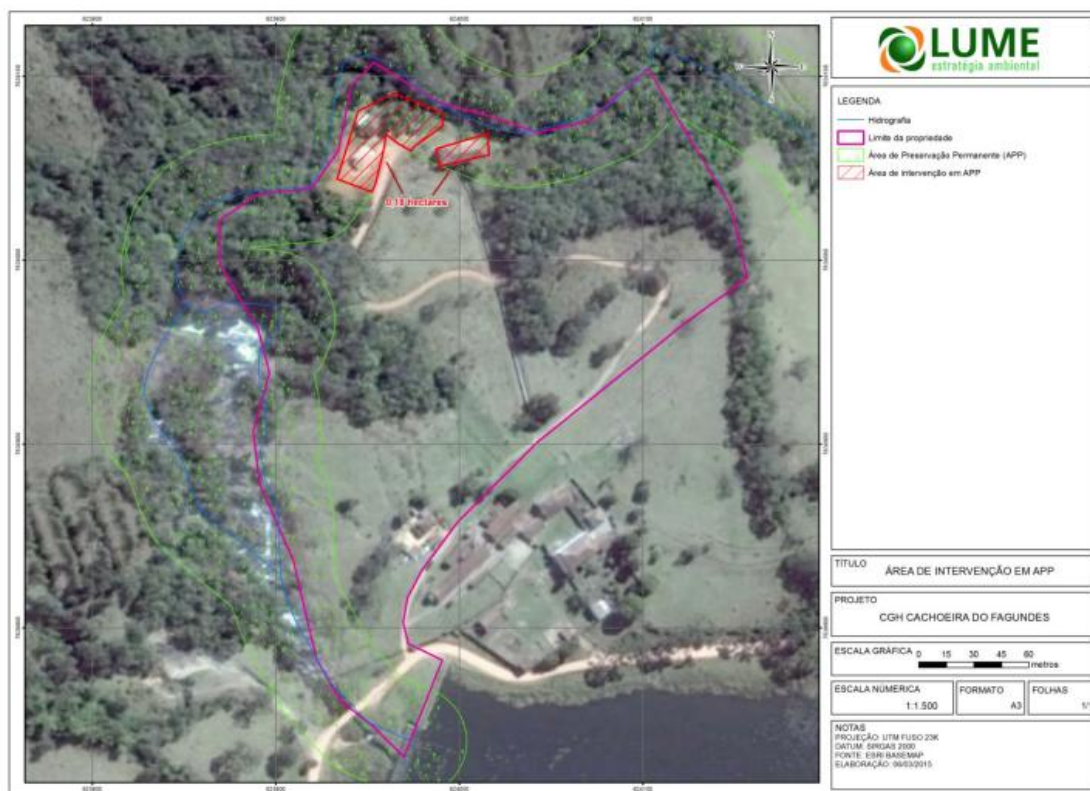 LUME
estratégia ambiental
LEGENDA
Hidrografia
Limite da propriedade
Área de Preservação Permanente (APP)
Área de intervenção em APP
0.18 hectares
TÍTULO
ÁREA DE INTERVENÇÃO EM APP
PROJETO
CGH CACHOEIRA DO FAGUNDES
ESCALA GRÁFICA 0 15 30 45 60
metros
ESCALA NÚMERICA
1:1.500
FORMATO
A3
FOLHAS
NOTAS
PROJEÇÃO: UTM FUSO 23K
DATUM: SIRGAS 2000
FONTE: ESRI BASEMAP
ELABORAÇÃO: 06/03/2015